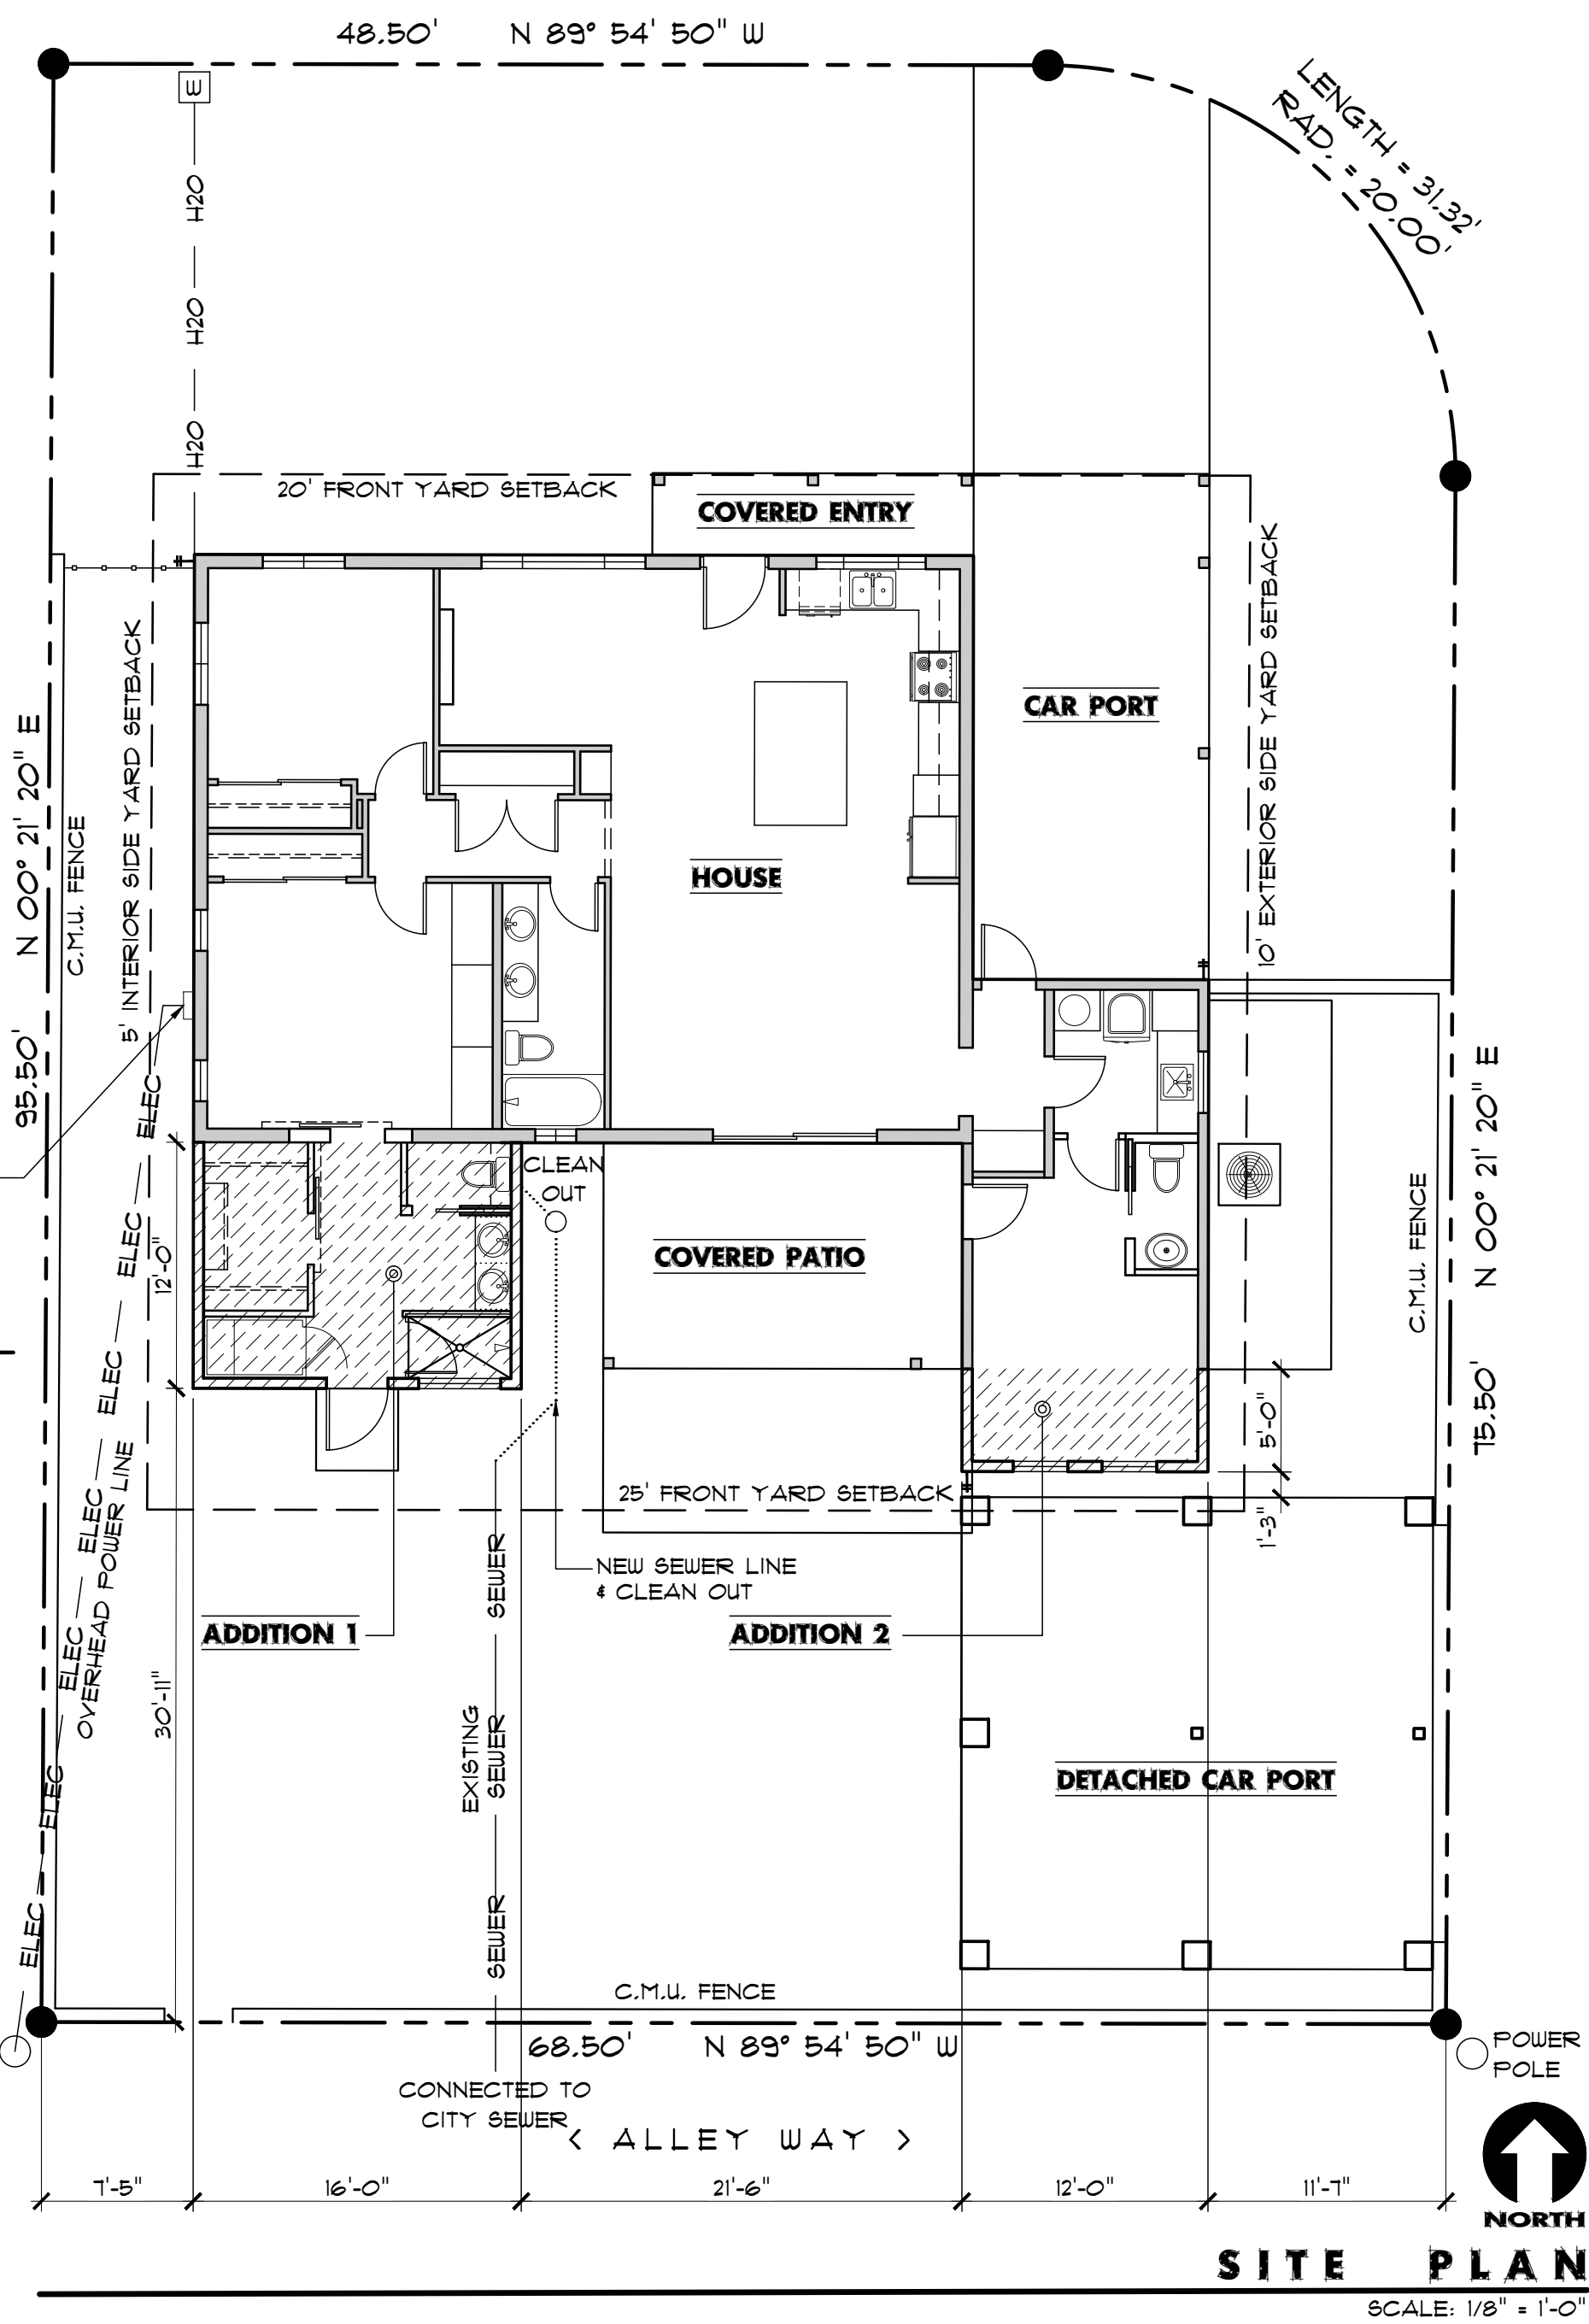 48.50' N 89° 54' 50" W
LENGTH = 31.32'
RAD. = 20.00'
W
H20
H20
H20
20' FRONT YARD SETBACK
COVERED ENTRY
CAR PORT
HOUSE
10' EXTERIOR SIDE YARD SETBACK
5' INTERIOR SIDE YARD SETBACK
C.M.U. FENCE
95.50' N 00° 21' 20" E
75.50' N 00° 21' 20" E
C.M.U. FENCE
CLEAN
OUT
COVERED PATIO
12'-0"
ELEC
ELEC
ELEC
ELEC
ELEC
ELEC
ELEC
ELEC
ELEC
OVERHEAD POWER LINE
5'-0"
1'-3"
25' FRONT YARD SETBACK
NEW SEWER LINE
& CLEAN OUT
ADDITION 1
ADDITION 2
30'-11"
EXISTING
SEWER
SEWER
SEWER
DETACHED CAR PORT
C.M.U. FENCE
68.50' N 89° 54' 50" W
POWER
POLE
CONNECTED TO
CITY SEWER
< ALLEY WAY >
7'-5" 16'-0" 21'-6" 12'-0" 11'-7"
NORTH
SITE PLAN
SCALE: 1/8" = 1'-0"